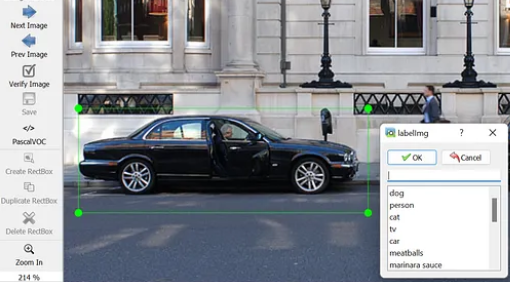 Next Image
Prev Image
Verify Image
Save
</>
PascalVOC
Create RectBox
Duplicate RectBox
Delete RectBox
Zoom In
214 %
labelImg
?
OK
Cancel
dog
person
cat
tv
car
meatballs
marinara sauce